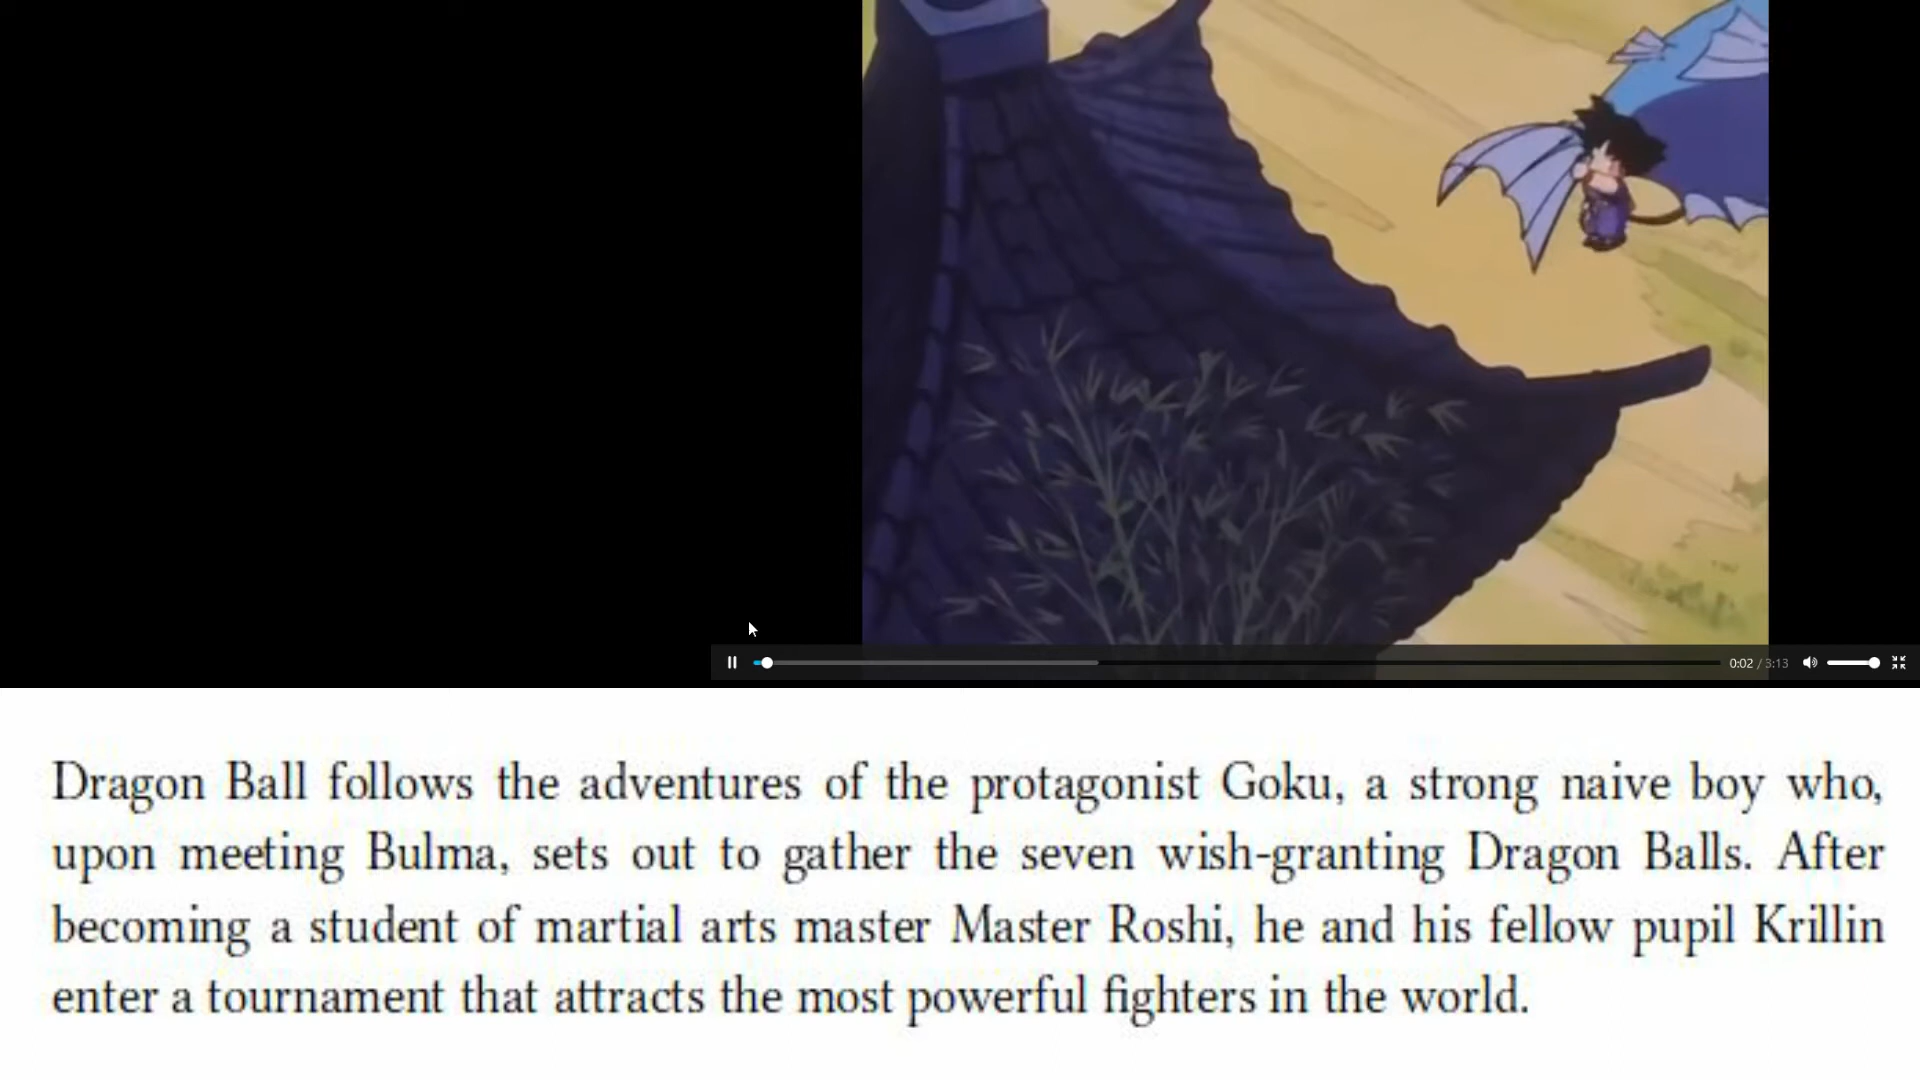 0:02 / 3:13
Dragon Ball follows the adventures of the protagonist Goku, a strong naive boy who,
upon meeting Bulma, sets out to gather the seven wish-granting Dragon Balls. After
becoming a student of martial arts master Master Roshi, he and his fellow pupil Krillin
enter a tournament that attracts the most powerful fighters in the world.